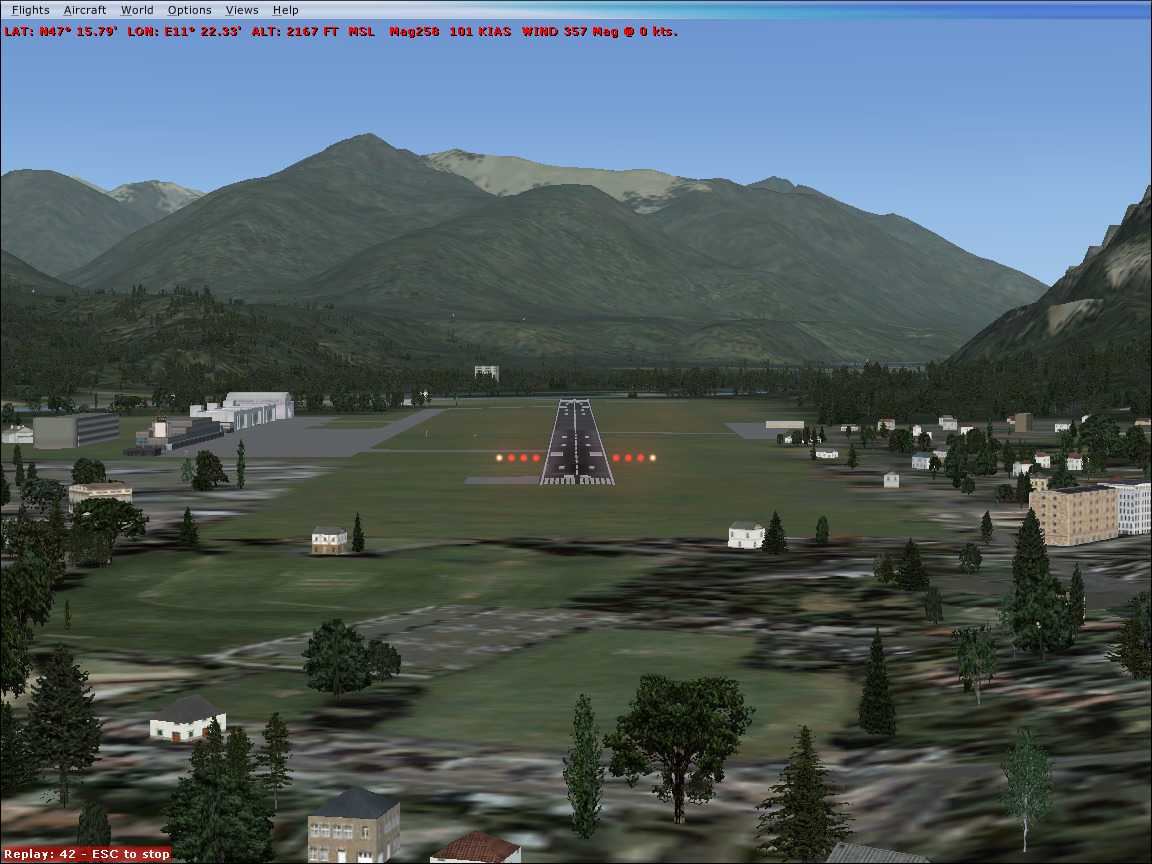 Flights Aircraft World Options Views Help
LAT: N47° 15.79' LON: E11° 22.33' ALT: 2167 FT MSL Mag258 101 KIAS WIND 357 Mag @ 0 kts.
Replay: 42 - ESC to stop